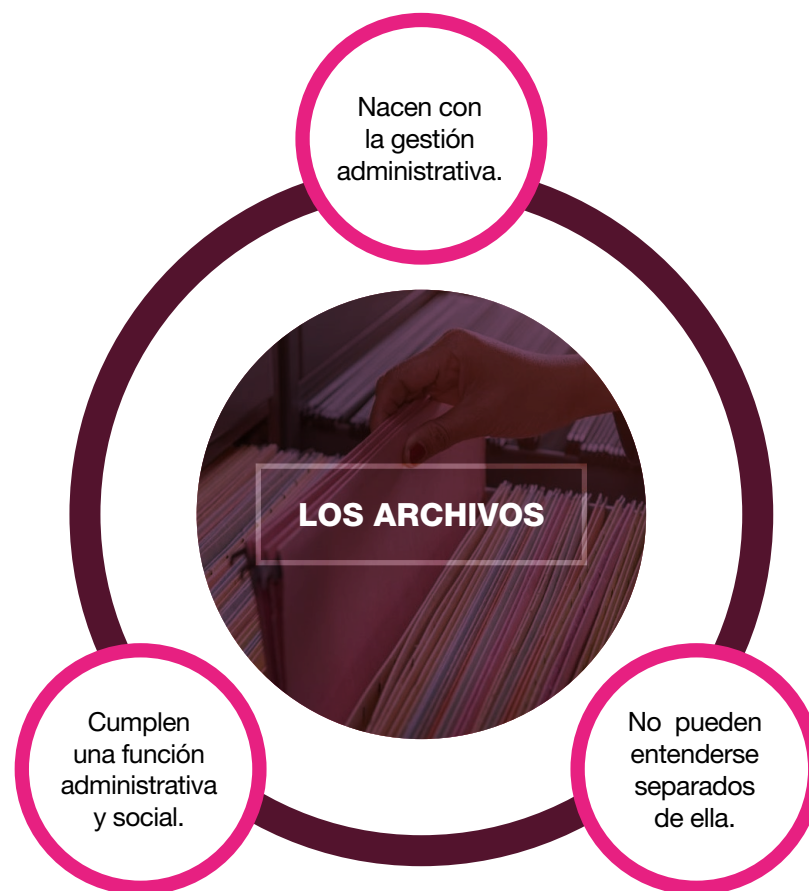 Nacen con
la gestión
administrativa.
LOS ARCHIVOS
Cumplen
una función
administrativa
y social.
No pueden
entenderse
separados
de ella.